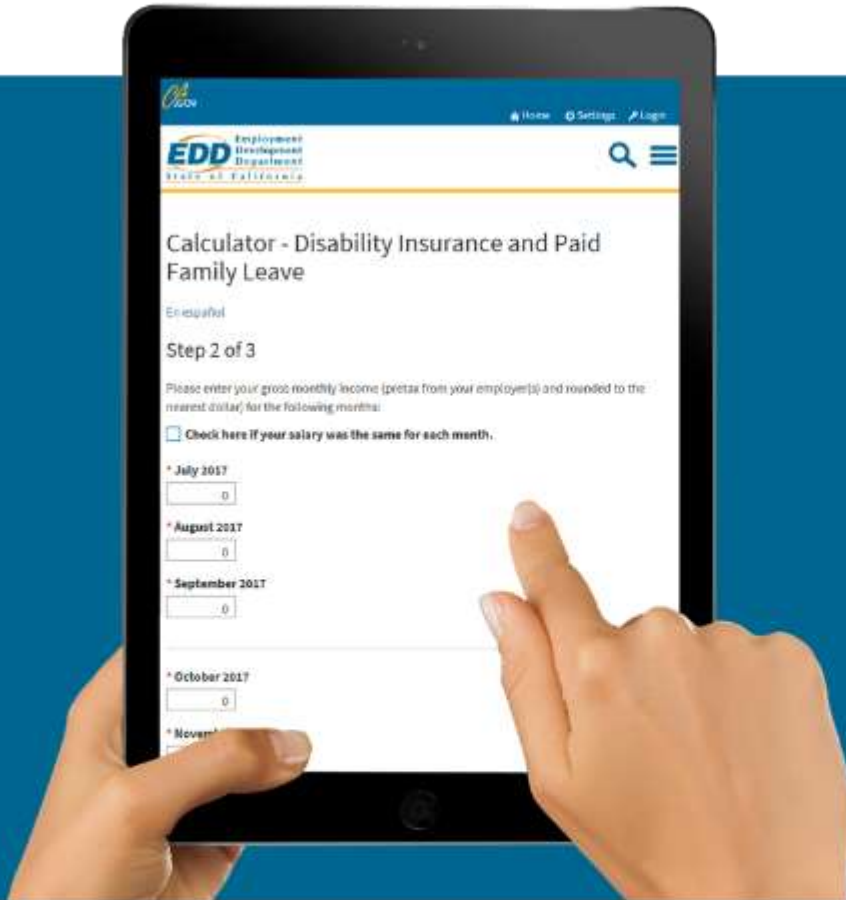 CA
.GOV
Home Settings Login
EDD Employment
Development
Department
State of California
Calculator - Disability Insurance and Paid
Family Leave
En español
Step 2 of 3
Please enter your gross monthly income (pretax from your employer(s) and rounded to the
nearest dollar) for the following months:
Check here if your salary was the same for each month.
* July 2017
0
* August 2017
0
* September 2017
0
* October 2017
0
* Novem